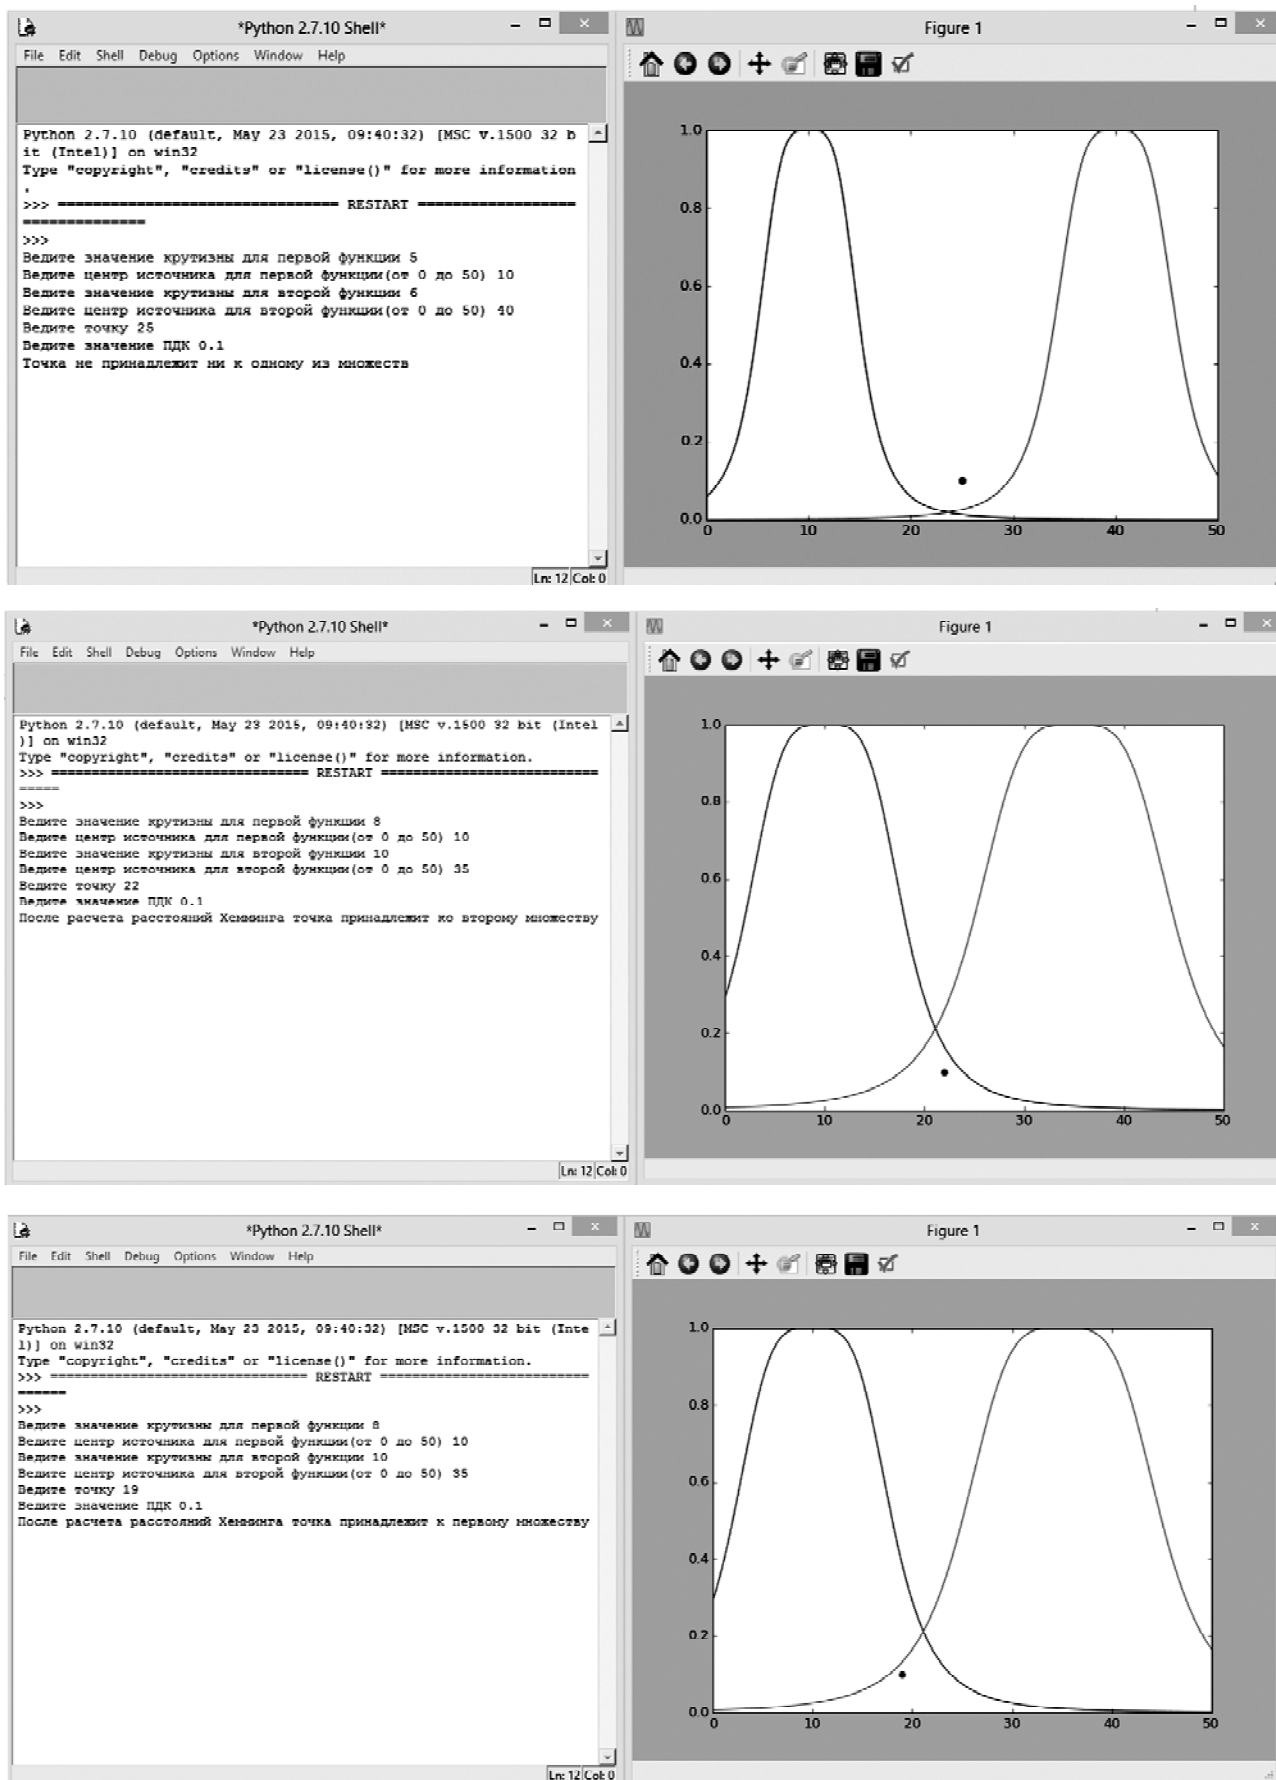 *Python 2.7.10 Shell*
File Edit Shell Debug Options Window Help
Python 2.7.10 (default, May 23 2015, 09:40:32) [MSC v.1500 32 b
it (Intel)] on win32
Type "copyright", "credits" or "license()" for more information
.
>>> ================================ RESTART ==================
==============
>>>
Ведите значение крутизны для первой функции 5
Ведите центр источника для первой функции(от 0 до 50) 10
Ведите значение крутизны для второй функции 6
Ведите центр источника для второй функции(от 0 до 50) 40
Ведите точку 25
Ведите значение ПДК 0.1
Точка не принадлежит ни к одному из множеств
Ln: 12 Col: 0
Figure 1
1.0
0.8
0.6
0.4
0.2
0.0
0 10 20 30 40 50
*Python 2.7.10 Shell*
File Edit Shell Debug Options Window Help
Python 2.7.10 (default, May 23 2015, 09:40:32) [MSC v.1500 32 bit (Intel
)] on win32
Type "copyright", "credits" or "license()" for more information.
>>> ================================ RESTART ===========================
=====
>>>
Ведите значение крутизны для первой функции 8
Ведите центр источника для первой функции(от 0 до 50) 10
Ведите значение крутизны для второй функции 10
Ведите центр источника для второй функции(от 0 до 50) 35
Ведите точку 22
Ведите значение ПДК 0.1
После расчета расстояний Хемминга точка принадлежит ко второму множеству
Ln: 12 Col: 0
Figure 1
1.0
0.8
0.6
0.4
0.2
0.0
0 10 20 30 40 50
*Python 2.7.10 Shell*
File Edit Shell Debug Options Window Help
Python 2.7.10 (default, May 23 2015, 09:40:32) [MSC v.1500 32 bit (Inte
l)] on win32
Type "copyright", "credits" or "license()" for more information.
>>> ================================ RESTART ==========================
======
>>>
Ведите значение крутизны для первой функции 8
Ведите центр источника для первой функции(от 0 до 50) 10
Ведите значение крутизны для второй функции 10
Ведите центр источника для второй функции(от 0 до 50) 35
Ведите точку 19
Ведите значение ПДК 0.1
После расчета расстояний Хемминга точка принадлежит к первому множеству
Ln: 12 Col: 0
Figure 1
1.0
0.8
0.6
0.4
0.2
0.0
0 10 20 30 40 50